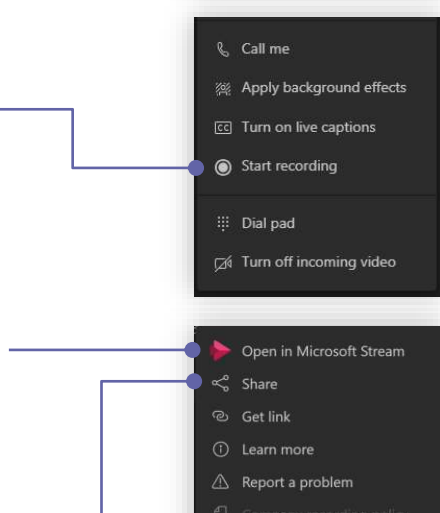 Call me
Apply background effects
CC Turn on live captions
Start recording
Dial pad
Turn off incoming video
Open in Microsoft Stream
Share
Get link
Learn more
Report a problem